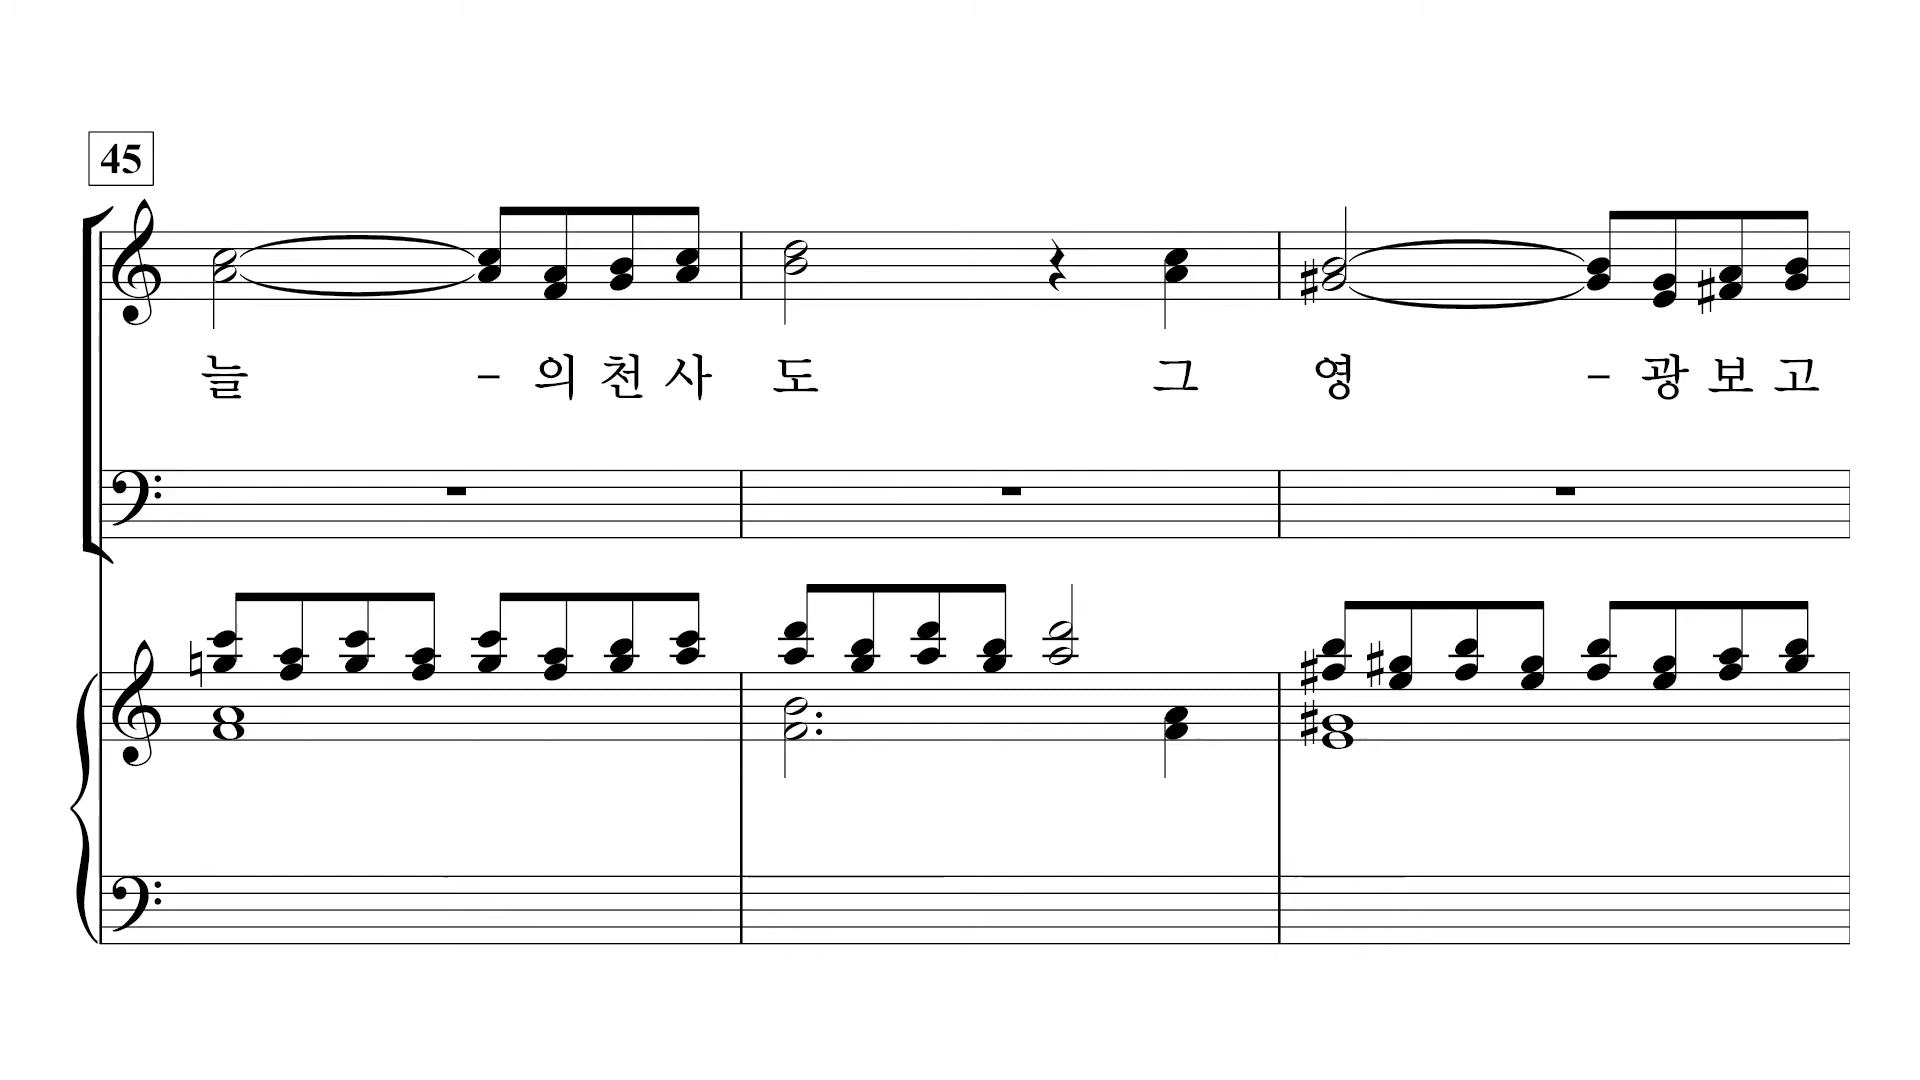 45
늘 - 의 천 사 도 그 영 - 광 보 고